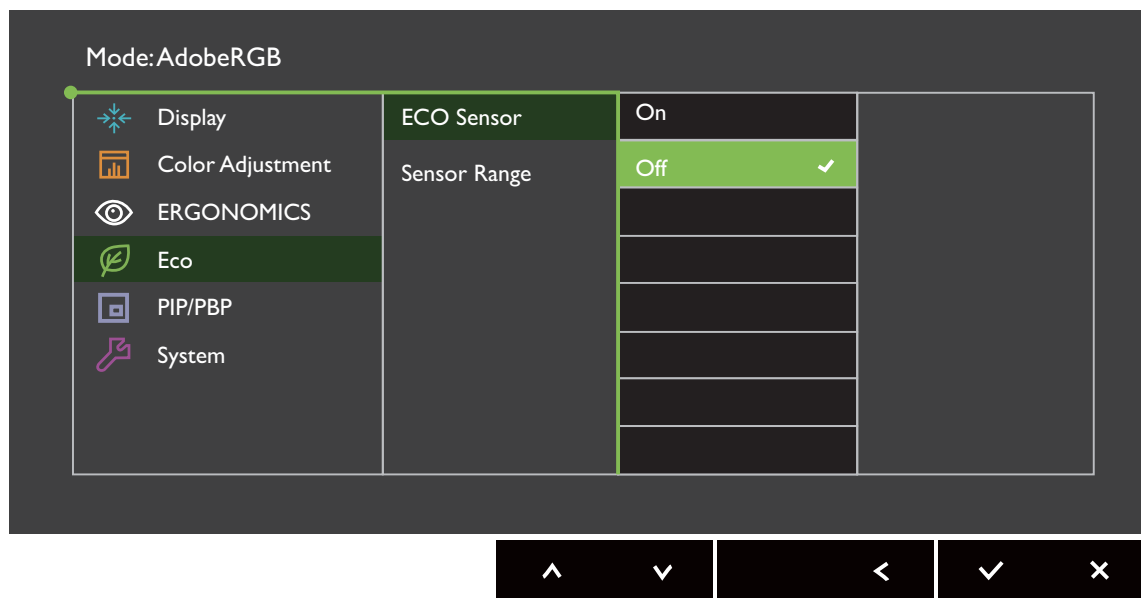 Mode: AdobeRGB
Display
Color Adjustment
ERGONOMICS
Eco
PIP/PBP
System
ECO Sensor
Sensor Range
On
Off